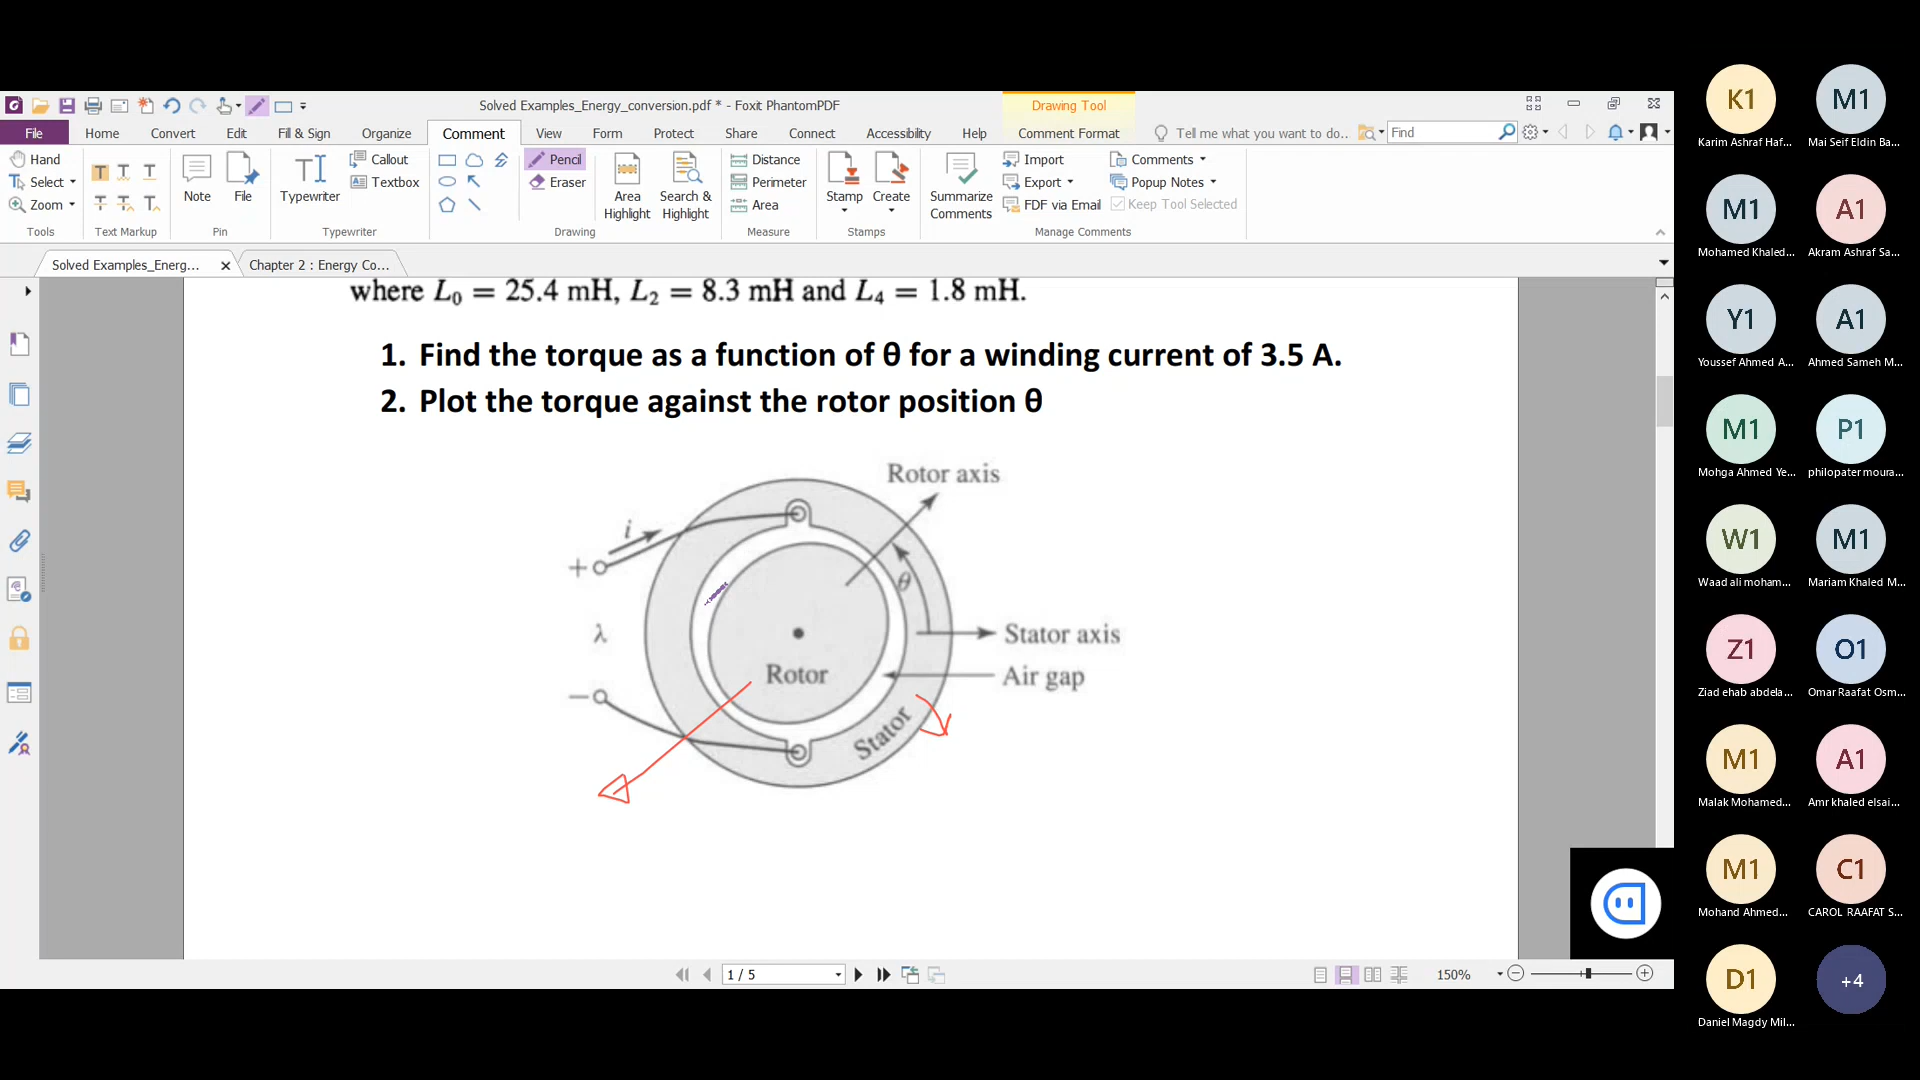 Solved Examples_Energy_conversion.pdf * - Foxit PhantomPDF
Drawing Tool
File Home Convert Edit Fill & Sign Organize Comment View Form Protect Share Connect Accessibility Help Comment Format Tell me what you want to do.. Find
Hand
Select
Zoom
Tools
Text Markup
Note
File
Pin
Typewriter
Callout
Textbox
Typewriter
Pencil
Eraser
Drawing
Area Highlight
Search & Highlight
Distance
Perimeter
Area
Measure
Stamp
Create
Stamps
Summarize Comments
Import
Export
FDF via Email
Comments
Popup Notes
Keep Tool Selected
Manage Comments
Solved Examples_Energ...
Chapter 2 : Energy Co...
where L₀ = 25.4 mH, L₂ = 8.3 mH and L₄ = 1.8 mH.
1. Find the torque as a function of θ for a winding current of 3.5 A.
2. Plot the torque against the rotor position θ
Rotor axis
i
+
θ
λ
Stator axis
Rotor
Air gap
−
Stator
1 / 5
150%
K1
Karim Ashraf Haf...
M1
Mai Seif Eldin Ba...
M1
Mohamed Khaled...
A1
Akram Ashraf Sa...
Y1
Youssef Ahmed A...
A1
Ahmed Sameh M...
M1
Mohga Ahmed Ye...
P1
philopater moura...
W1
Waad ali moham...
M1
Mariam Khaled M...
Z1
Ziad ehab abdela...
O1
Omar Raafat Osm...
M1
Malak Mohamed...
A1
Amr khaled elsai...
M1
Mohand Ahmed...
C1
CAROL RAAFAT S...
D1
Daniel Magdy Mil...
+4